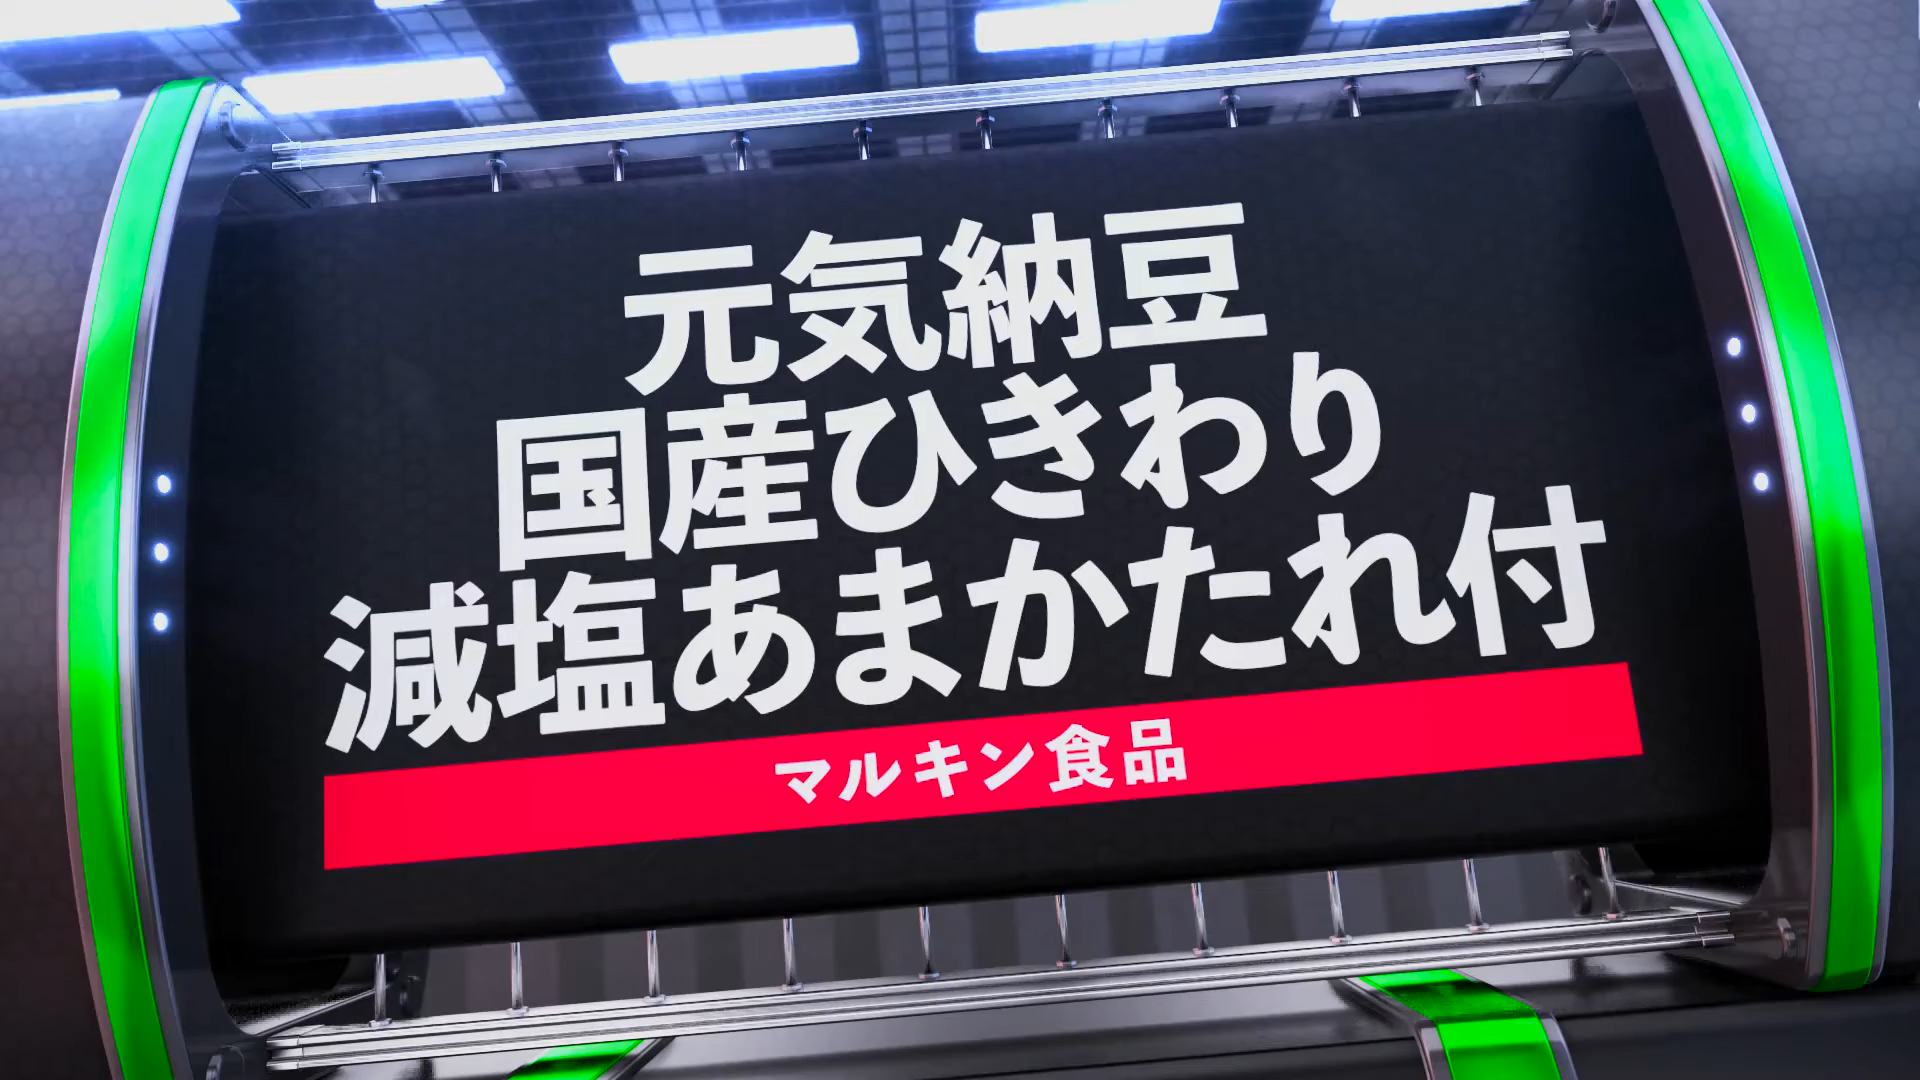 元気納豆
国産ひきわり
減塩あまかたれ付
マルキン食品